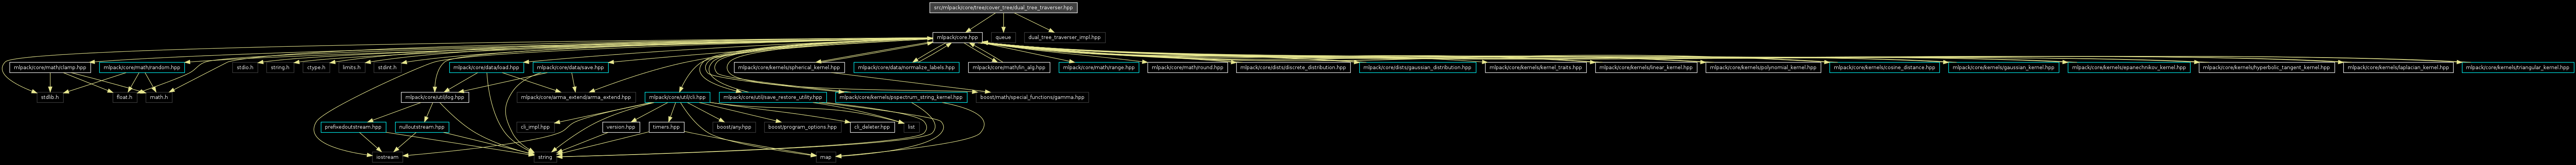 src/mlpack/core/tree/cover_tree/dual_tree_traverser.hpp
mlpack/core.hpp
queue
dual_tree_traverser_impl.hpp
mlpack/core/math/clamp.hpp
mlpack/core/math/random.hpp
stdio.h
string.h
ctype.h
limits.h
stdint.h
mlpack/core/data/load.hpp
mlpack/core/data/save.hpp
mlpack/core/kernels/spherical_kernel.hpp
mlpack/core/data/normalize_labels.hpp
mlpack/core/math/lin_alg.hpp
mlpack/core/math/range.hpp
mlpack/core/math/round.hpp
mlpack/core/dists/discrete_distribution.hpp
mlpack/core/dists/gaussian_distribution.hpp
mlpack/core/kernels/kernel_traits.hpp
mlpack/core/kernels/linear_kernel.hpp
mlpack/core/kernels/polynomial_kernel.hpp
mlpack/core/kernels/cosine_distance.hpp
mlpack/core/kernels/gaussian_kernel.hpp
mlpack/core/kernels/epanechnikov_kernel.hpp
mlpack/core/kernels/hyperbolic_tangent_kernel.hpp
mlpack/core/kernels/laplacian_kernel.hpp
mlpack/core/kernels/triangular_kernel.hpp
stdlib.h
float.h
math.h
mlpack/core/util/log.hpp
mlpack/core/arma_extend/arma_extend.hpp
mlpack/core/util/cli.hpp
mlpack/core/util/save_restore_utility.hpp
mlpack/core/kernels/pspectrum_string_kernel.hpp
boost/math/special_functions/gamma.hpp
prefixedoutstream.hpp
nulloutstream.hpp
cli_impl.hpp
version.hpp
timers.hpp
boost/any.hpp
boost/program_options.hpp
cli_deleter.hpp
list
iostream
string
map